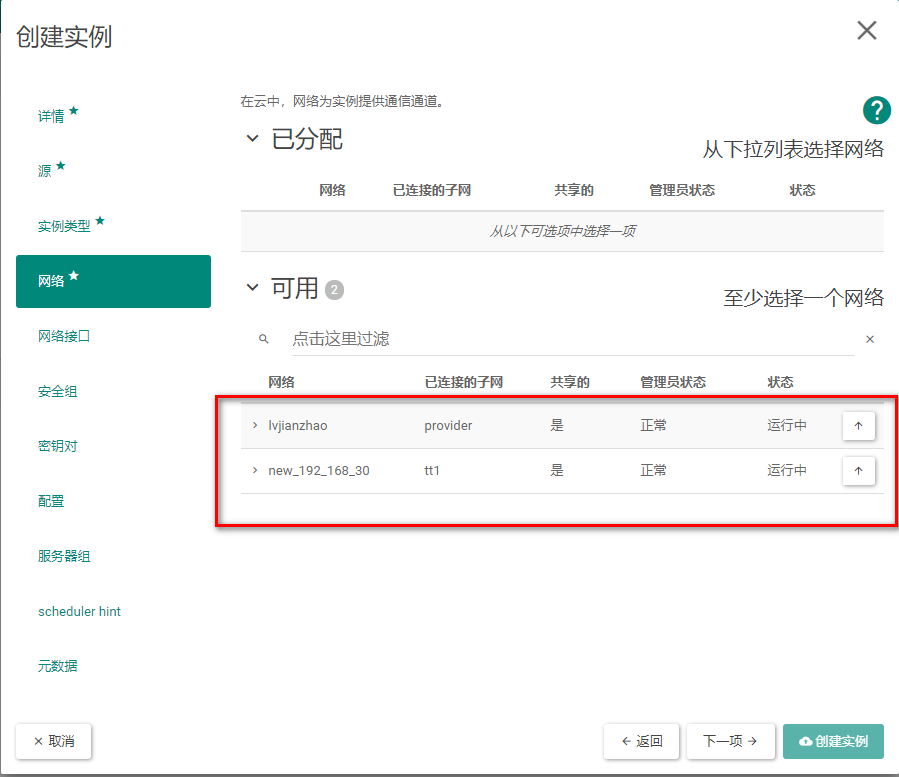 创建实例
详情
源
实例类型
网络
网络接口
安全组
密钥对
配置
服务器组
scheduler hint
元数据
在云中，网络为实例提供通信通道。
?
已分配
从下拉列表选择网络
网络 已连接的子网 共享的 管理员状态 状态
从以下可选项中选择一项
可用 2
至少选择一个网络
点击这里过滤
网络 已连接的子网 共享的 管理员状态 状态
lvjianzhao provider 是 正常 运行中
new_192_168_30 tt1 是 正常 运行中
× 取消
← 返回
下一项 →
创建实例